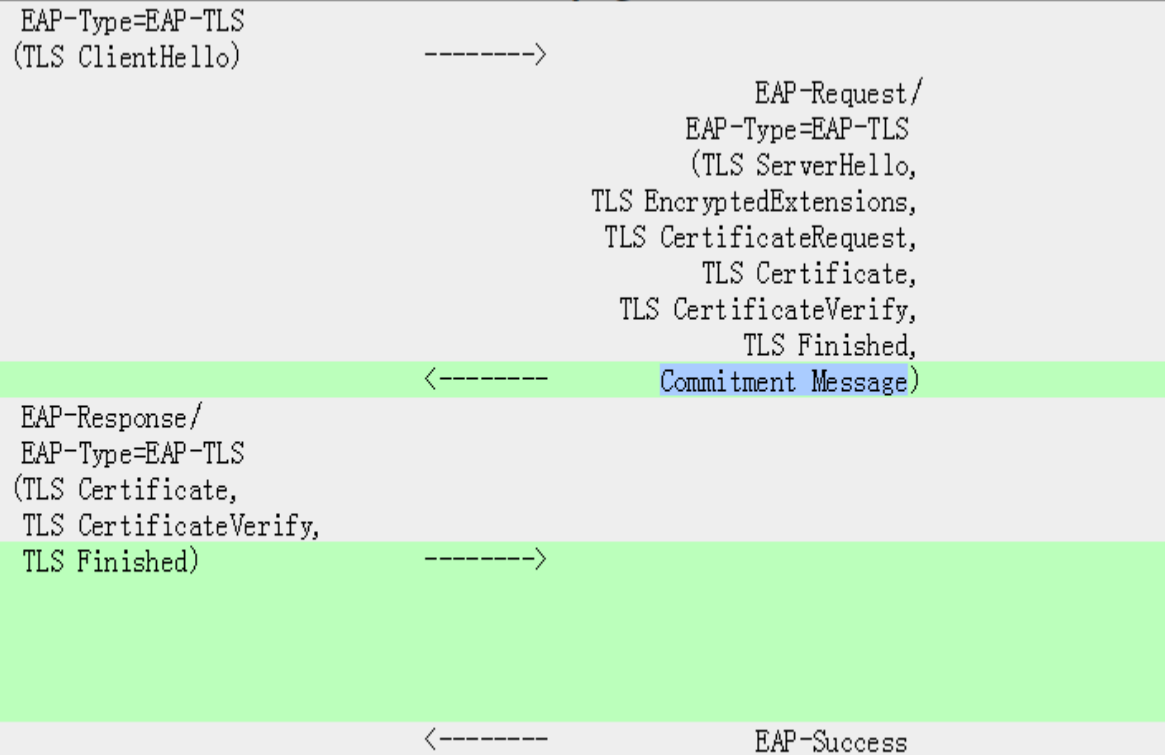 EAP-Type=EAP-TLS
(TLS ClientHello)          -------->
EAP-Request/
EAP-Type=EAP-TLS
(TLS ServerHello,
TLS EncryptedExtensions,
TLS CertificateRequest,
TLS Certificate,
TLS CertificateVerify,
TLS Finished,
<--------          Commitment Message)
EAP-Response/
EAP-Type=EAP-TLS
(TLS Certificate,
TLS CertificateVerify,
TLS Finished)          -------->
<--------          EAP-Success